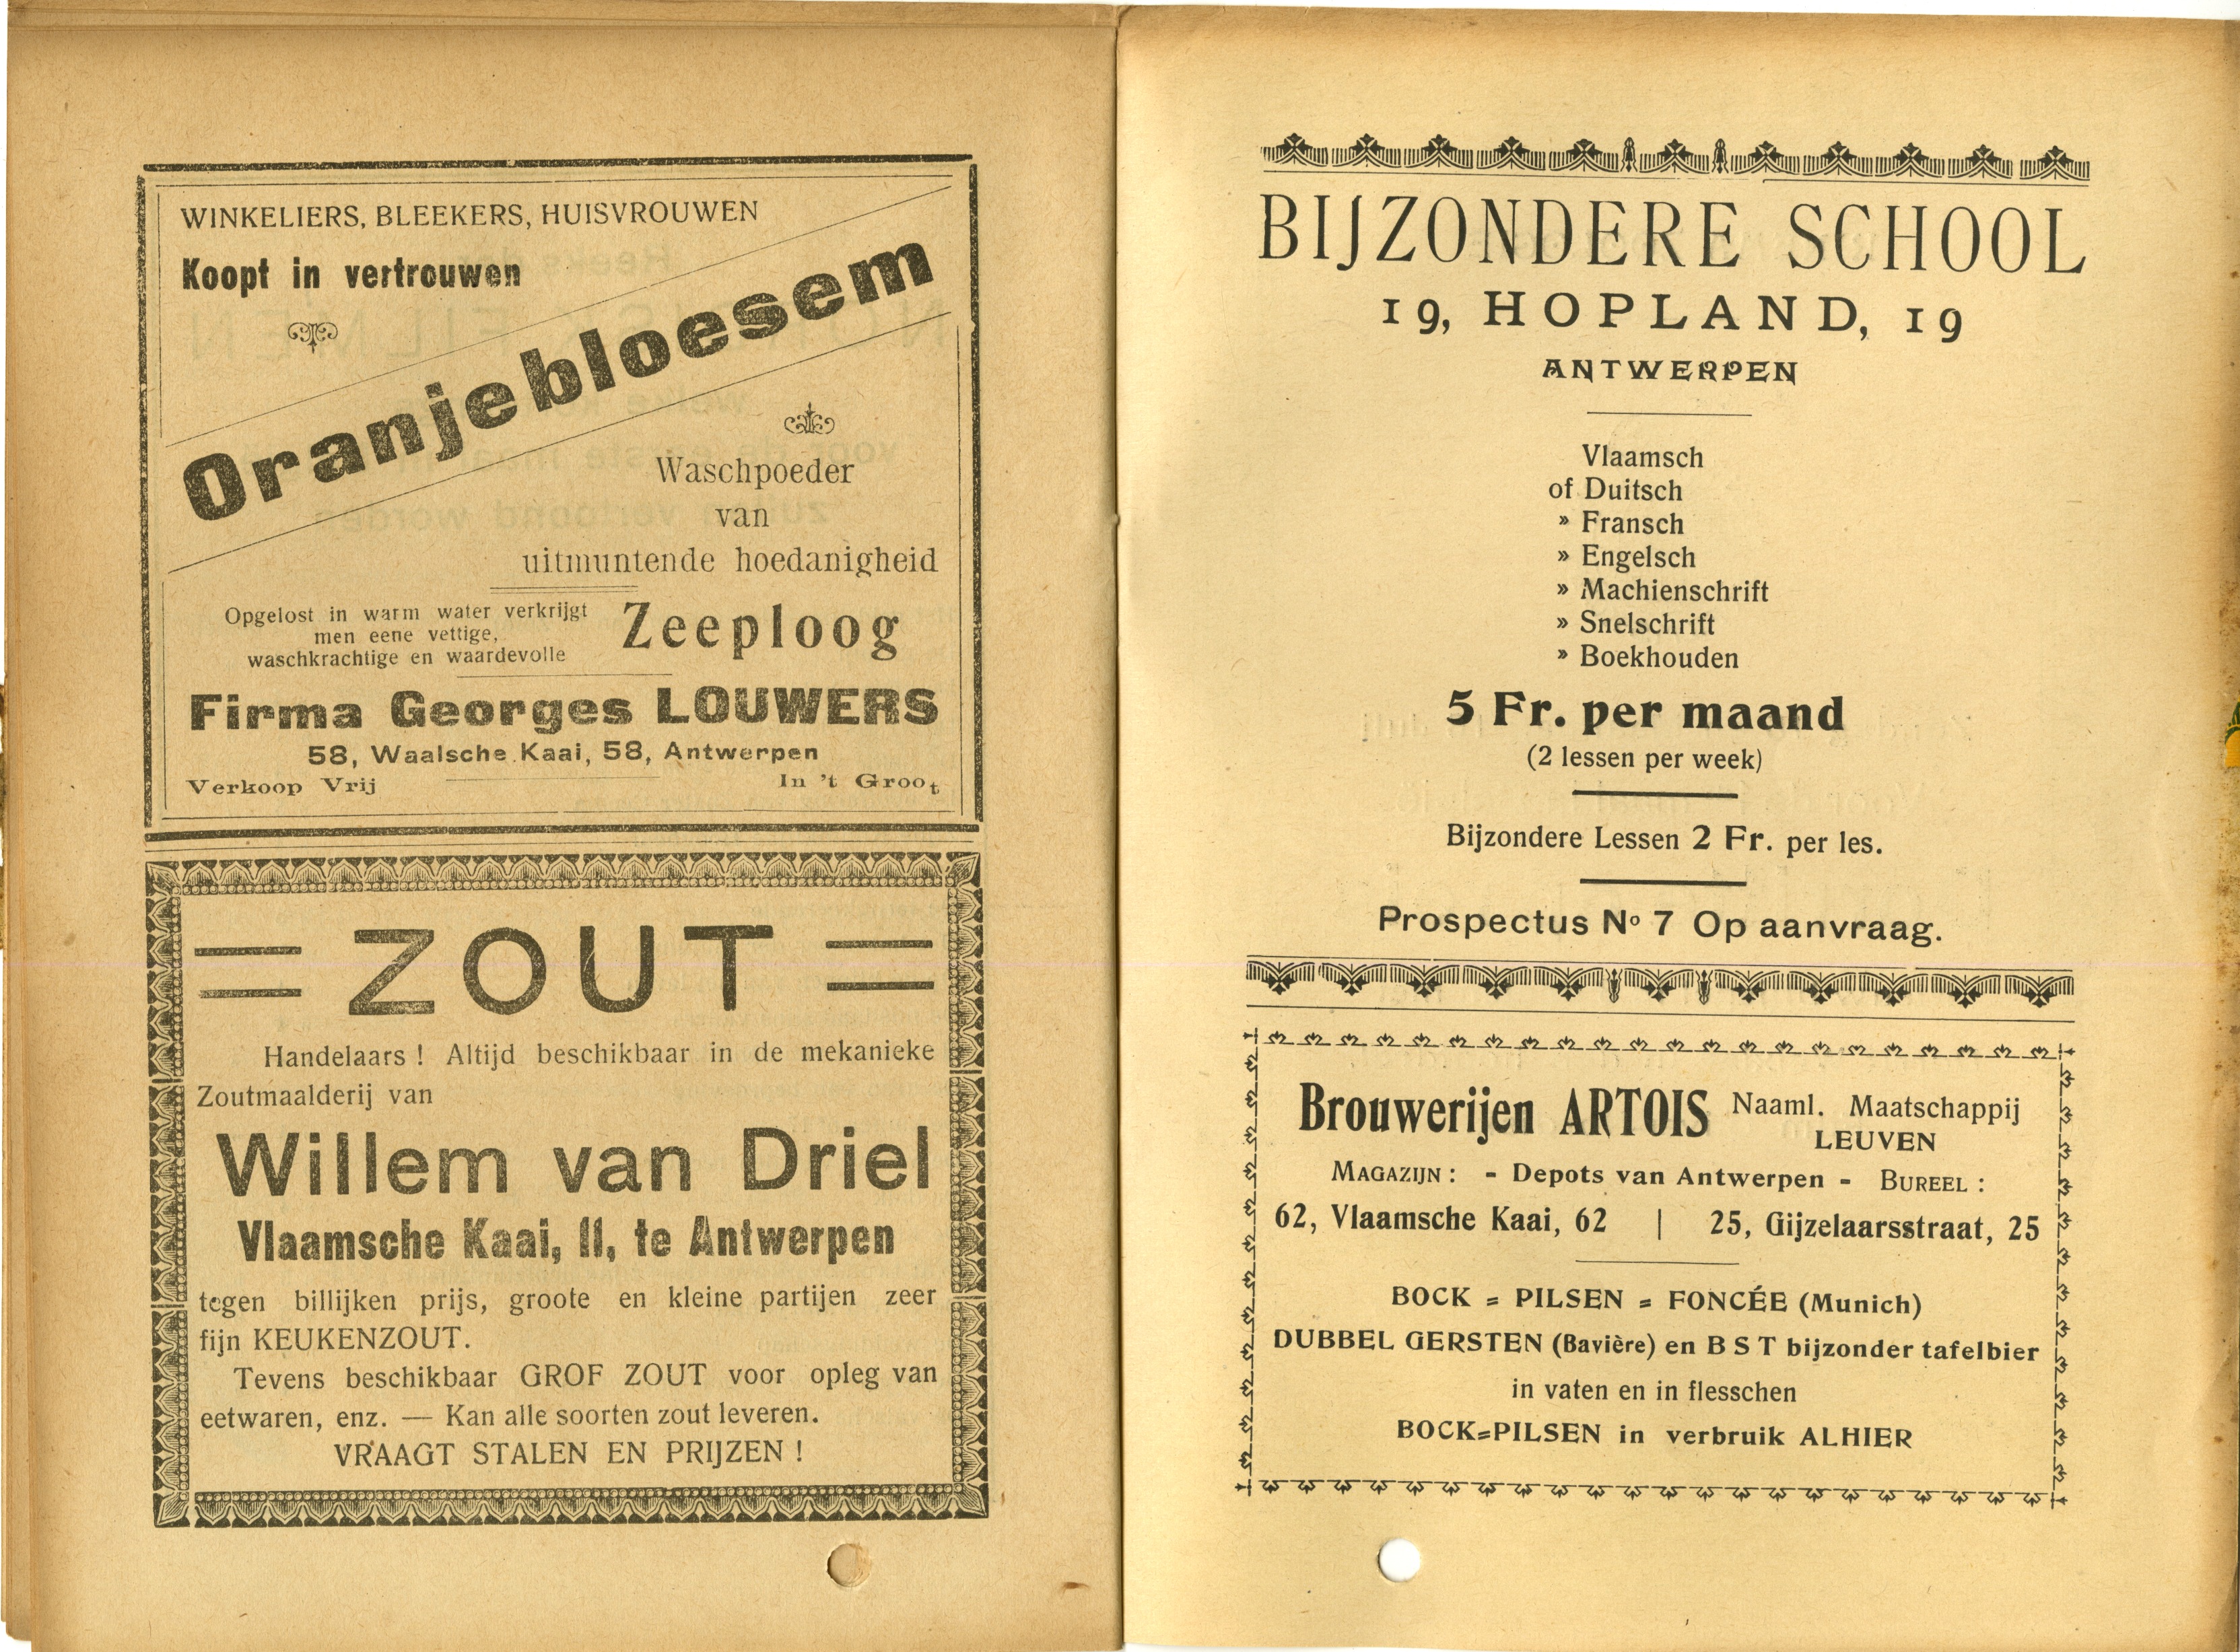 WINKELIERS, BLEEKERS, HUISVROUWEN
Koopt in vertrouwen
Oranjebloesem
Waschpoeder
van
uitmuntende hoedanigheid
Opgelost in warm water verkrijgt
men eene vettige,
waschkrachtige en waardevolle
Zeeploog
Firma Georges LOUWERS
58, Waalsche Kaai, 58, Antwerpen
Verkoop Vrij In 't Groot
ZOUT
Handelaars ! Altijd beschikbaar in de mekanieke
Zoutmaalderij van
Willem van Driel
Vlaamsche Kaai, 11, te Antwerpen
tegen billijken prijs, groote en kleine partijen zeer
fijn KEUKENZOUT.
Tevens beschikbaar GROF ZOUT voor opleg van
eetwaren, enz. — Kan alle soorten zout leveren.
VRAAGT STALEN EN PRIJZEN !
BIJZONDERE SCHOOL
19, HOPLAND, 19
ANTWERPEN
Vlaamsch
of Duitsch
» Fransch
» Engelsch
» Machienschrift
» Snelschrift
» Boekhouden
5 Fr. per maand
(2 lessen per week)
Bijzondere Lessen 2 Fr. per les.
Prospectus Nº 7 Op aanvraag.
Brouwerijen ARTOIS Naaml. Maatschappij
LEUVEN
MAGAZIJN : - Depots van Antwerpen - BUREEL :
62, Vlaamsche Kaai, 62 | 25, Gijzelaarsstraat, 25
BOCK = PILSEN = FONCÉE (Munich)
DUBBEL GERSTEN (Bavière) en B S T bijzonder tafelbier
in vaten en in flesschen
BOCK=PILSEN in verbruik ALHIER